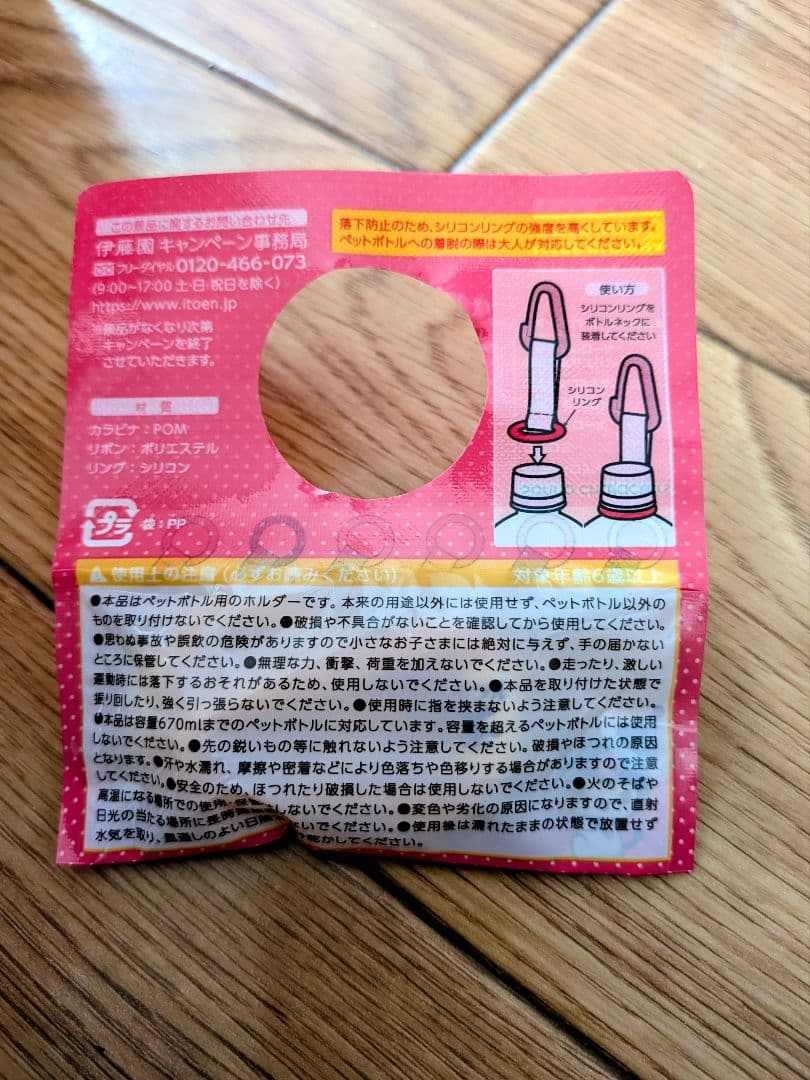 この景品に関するお問い合わせ先
伊藤園 キャンペーン事務局
フリーダイヤル0120-466-073
(9:00~17:00 土・日・祝日を除く)
https://www.itoen.jp
※景品がなくなり次第
キャンペーンを終了
させていただきます。
材 質
カラビナ:POM
リボン:ポリエステル
リング:シリコン
プラ
袋:PP
落下防止のため、シリコンリングの強度を高くしています。
ペットボトルへの着脱の際は大人が対応してください。
使い方
シリコンリングを
ボトルネックに
装着してください
シリコン
リング
使用上の注意 (必ずお読みください) 対象年齢6歳以上
●本品はペットボトル用のホルダーです。本来の用途以外には使用せず、ペットボトル以外の
ものを取り付けないでください。●破損や不具合がないことを確認してから使用してください。
●思わぬ事故や誤飲の危険がありますので小さなお子さまには絶対に与えず、手の届かない
ところに保管してください。●無理な力、衝撃、荷重を加えないでください。●走ったり、激しい
運動時には落下するおそれがあるため、使用しないでください。●本品を取り付けた状態で
振り回したり、強く引っ張らないでください。●使用時に指を挟まないよう注意してください。
●本品は容量670mlまでのペットボトルに対応しています。容量を超えるペットボトルには使用
しないでください。●先の鋭いもの等に触れないよう注意してください。破損やほつれの原因
となります。●汗や水濡れ、摩擦や密着などにより色落ちや色移りする場合がありますので注意
してください。●安全のため、ほつれたり破損した場合は使用しないでください。●火のそばや
高温になる場所での使用・保管はしないでください。●変色や劣化の原因になりますので、直射
日光の当たる場所に長時間 ないでください。●使用後は濡れたままの状態で放置せず
水気を取り、風通しのよい日陰 乾かしてください。